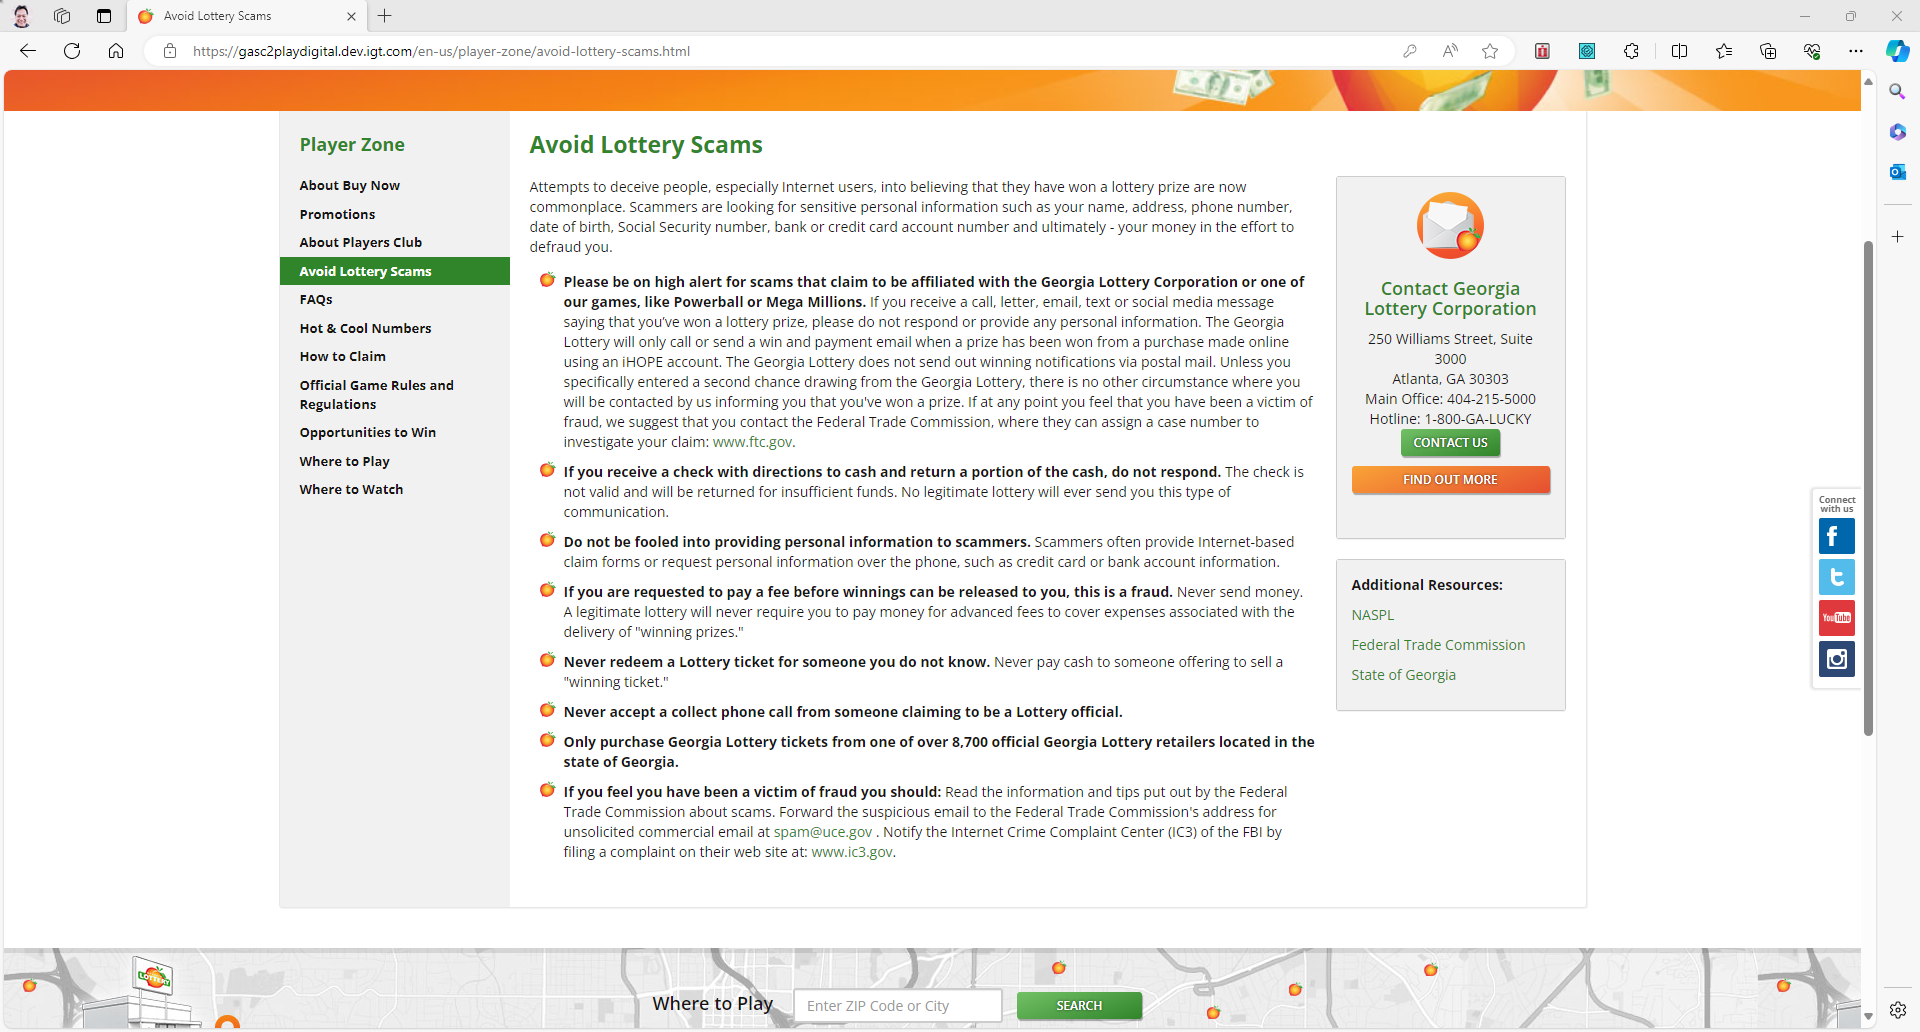 Avoid Lottery Scams
https://gasc2playdigital.dev.igt.com/en-us/player-zone/avoid-lottery-scams.html
Player Zone
About Buy Now
Promotions
About Players Club
Avoid Lottery Scams
FAQs
Hot & Cool Numbers
How to Claim
Official Game Rules and
Regulations
Opportunities to Win
Where to Play
Where to Watch
Avoid Lottery Scams
Attempts to deceive people, especially Internet users, into believing that they have won a lottery prize are now
commonplace. Scammers are looking for sensitive personal information such as your name, address, phone number,
date of birth, Social Security number, bank or credit card account number and ultimately - your money in the effort to
defraud you.
Please be on high alert for scams that claim to be affiliated with the Georgia Lottery Corporation or one of
our games, like Powerball or Mega Millions. If you receive a call, letter, email, text or social media message
saying that you’ve won a lottery prize, please do not respond or provide any personal information. The Georgia
Lottery will only call or send a win and payment email when a prize has been won from a purchase made online
using an iHOPE account. The Georgia Lottery does not send out winning notifications via postal mail. Unless you
specifically entered a second chance drawing from the Georgia Lottery, there is no other circumstance where you
will be contacted by us informing you that you've won a prize. If at any point you feel that you have been a victim of
fraud, we suggest that you contact the Federal Trade Commission, where they can assign a case number to
investigate your claim: www.ftc.gov.
If you receive a check with directions to cash and return a portion of the cash, do not respond. The check is
not valid and will be returned for insufficient funds. No legitimate lottery will ever send you this type of
communication.
Do not be fooled into providing personal information to scammers. Scammers often provide Internet-based
claim forms or request personal information over the phone, such as credit card or bank account information.
If you are requested to pay a fee before winnings can be released to you, this is a fraud. Never send money.
A legitimate lottery will never require you to pay money for advanced fees to cover expenses associated with the
delivery of "winning prizes."
Never redeem a Lottery ticket for someone you do not know. Never pay cash to someone offering to sell a
"winning ticket."
Never accept a collect phone call from someone claiming to be a Lottery official.
Only purchase Georgia Lottery tickets from one of over 8,700 official Georgia Lottery retailers located in the
state of Georgia.
If you feel you have been a victim of fraud you should: Read the information and tips put out by the Federal
Trade Commission about scams. Forward the suspicious email to the Federal Trade Commission's address for
unsolicited commercial email at spam@uce.gov . Notify the Internet Crime Complaint Center (IC3) of the FBI by
filing a complaint on their web site at: www.ic3.gov.
Contact Georgia
Lottery Corporation
250 Williams Street, Suite
3000
Atlanta, GA 30303
Main Office: 404-215-5000
Hotline: 1-800-GA-LUCKY
CONTACT US
FIND OUT MORE
Additional Resources:
NASPL
Federal Trade Commission
State of Georgia
Connect
with us
YouTube
LOTTERY
Where to Play
Enter ZIP Code or City
SEARCH